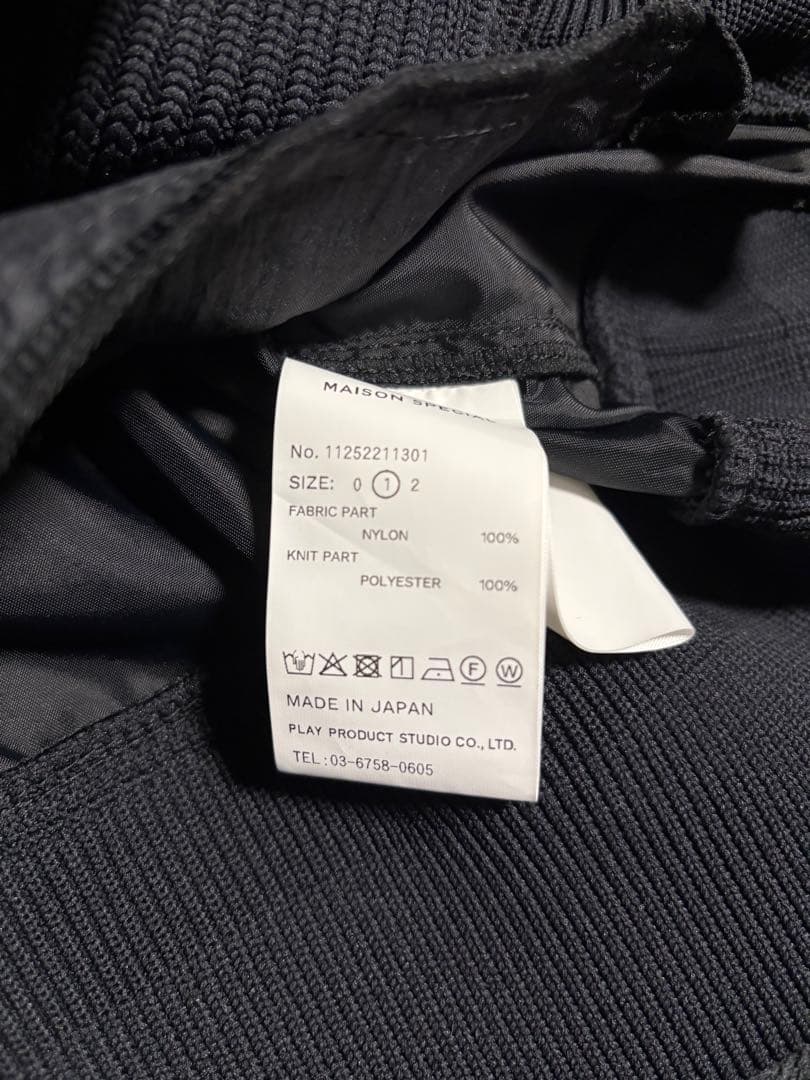 MAISON SPECIAL
No. 11252211301
SIZE: 0 1 2
FABRIC PART
NYLON 100%
KNIT PART
POLYESTER 100%
F W
MADE IN JAPAN
PLAY PRODUCT STUDIO CO., LTD.
TEL:03-6758-0605